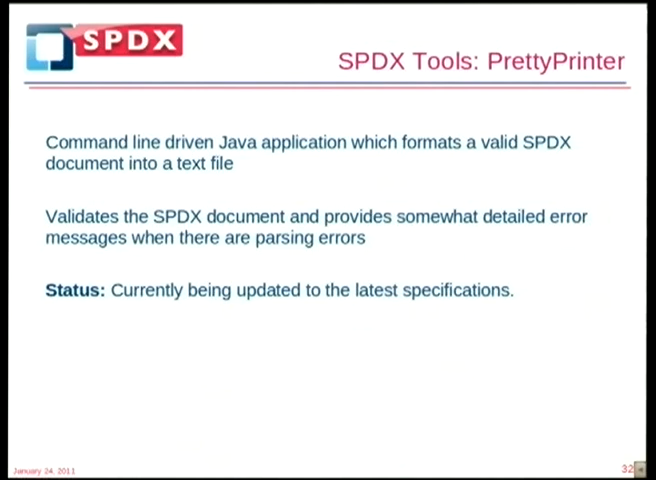 SPDX
SPDX Tools: PrettyPrinter
Command line driven Java application which formats a valid SPDX
document into a text file
Validates the SPDX document and provides somewhat detailed error
messages when there are parsing errors
Status: Currently being updated to the latest specifications.
January 24, 2011
32